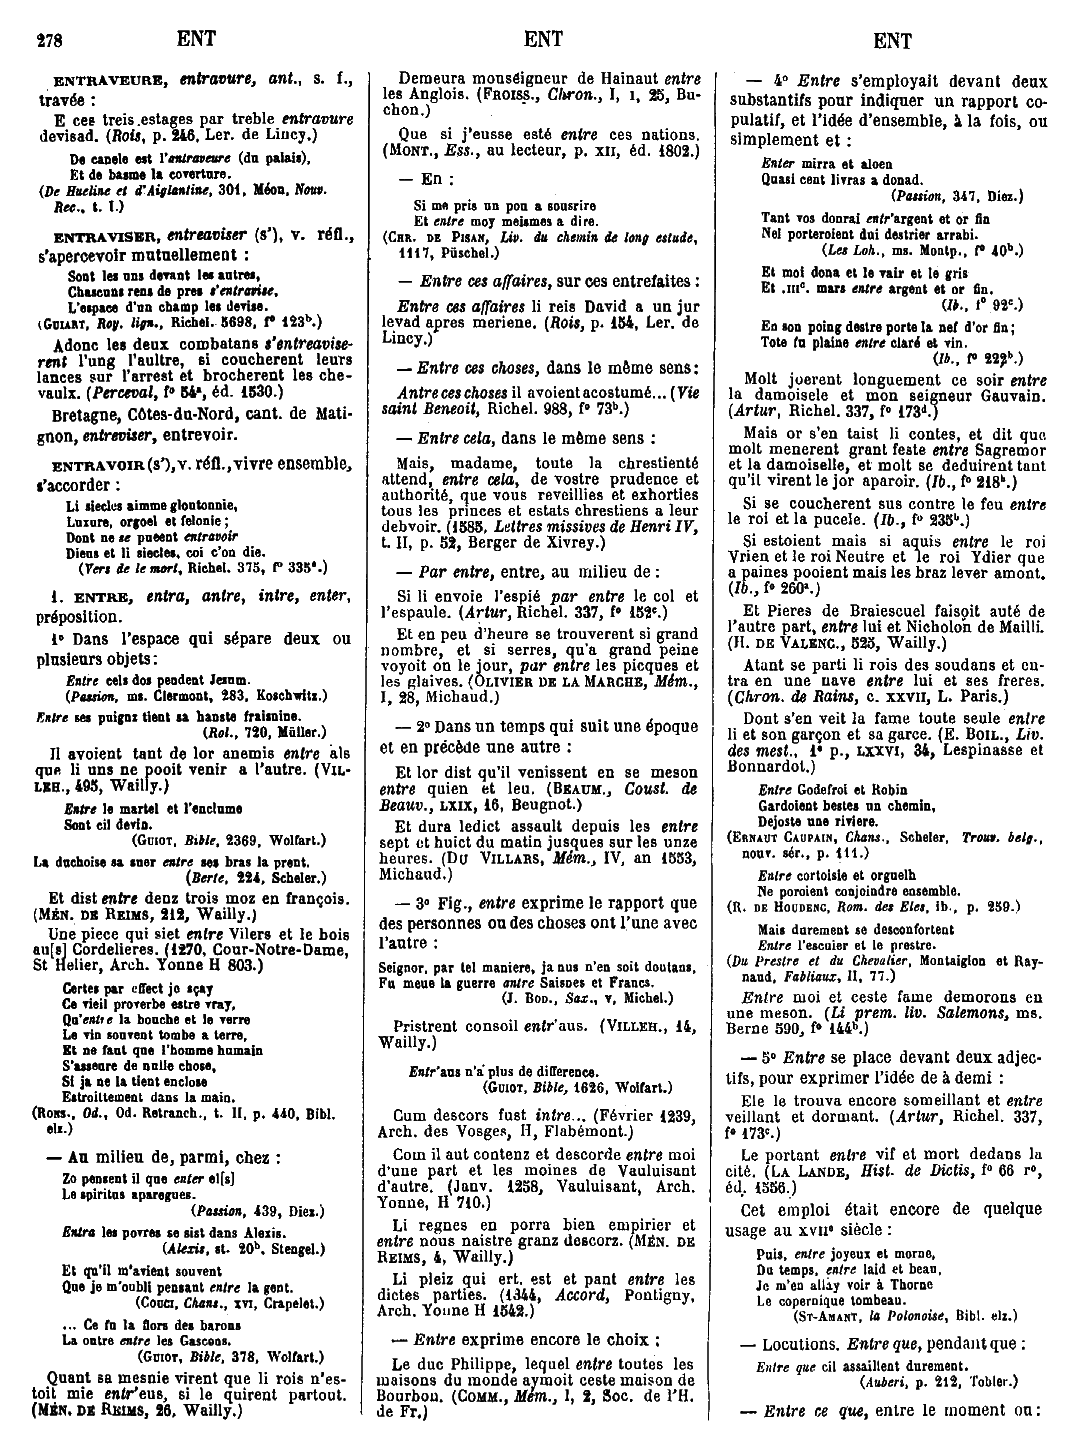 278 ENT ENT ENT
ENTRAVEURE, entravure, ant., s. f.,
travée :
E ces treis estages par treble entravure
devisad. (Rois, p. 246, Ler. de Lincy.)
De canele est l'entraveure (du palais),
Et de basme la coverture.
(De Hueline et d'Aiglantine, 301, Méon, Nouv.
Rec., t. I.)
ENTRAVISER, entreaviser (s'), v. réfl.,
s'apercevoir mutuellement :
Sont les uns devant les autres,
Chascuns rens de pres s'entravise,
L'espace d'un champ les devise.
(GUIART, Roy. lign., Richel. 5698, f° 123b.)
Adonc les deux combatans s'entreavise-
rent l'ung l'aultre, si coucherent leurs
lances sur l'arrest et brocherent les che-
vaulx. (Perceval, f° 54a, éd. 1530.)
Bretagne, Côtes-du-Nord, cant. de Mati-
gnon, entreviser, entrevoir.
ENTRAVOIR (s'), v. réfl., vivre ensemble,
s'accorder :
Li siecles aimme gloutonnie,
Luxure, orgoel et felonie ;
Dont ne se pueent entravoir
Dieus et li siecles, coi c'on die.
(Vers de le mort, Richel. 375, f° 335a.)
1. ENTRE, entra, antre, intre, enter,
préposition.
1° Dans l'espace qui sépare deux ou
plusieurs objets :
Entre cels dos pendent Jesum.
(Passion, ms. Clermont, 283, Koschwitz.)
Entre ses puignz tient sa hanste fraisnine.
(Rol., 720, Müller.)
Il avoient tant de lor anemis entre als
que li uns ne pooit venir a l'autre. (VIL-
LEH., 495, Wailly.)
Entre le martel et l'enclume
Sont cil devin.
(GUIOT, Bible, 2369, Wolfart.)
La duchoise sa suer entre ses bras la prent.
(Berte, 224, Scheler.)
Et dist entre denz trois moz en françois.
(MÉN. DE REIMS, 212, Wailly.)
Une piece qui siet entre Vilers et le bois
au[s] Cordelieres. (1270, Cour-Notre-Dame,
St Helier, Arch. Yonne H 803.)
Certes par effect je sçay
Ce vieil proverbe estre vray,
Qu'entre la bouche et le verre
Le vin souvent tombe a terre,
Et ne faut que l'homme humain
S'asseure de nulle chose,
Si ja ne la tient enclose
Estroittement dans la main.
(RONS., Od., Od. Retranch., t. II, p. 440, Bibl.
elz.)
— Au milieu de, parmi, chez :
Zo pensent il que enter el[s]
Le spiritus aparegues.
(Passion, 439, Diez.)
Entra les povres se sist dans Alexis.
(Alexis, st. 20b, Stengel.)
Et qu'il m'avient souvent
Que je m'oubli pensant entre la gent.
(COUCI, Chans., XVI, Crapelet.)
... Ce fu la flors des barons
La outre entre les Gascons.
(GUIOT, Bible, 378, Wolfart.)
Quant sa mesnie virent que li rois n'es-
toit mie entr'eus, si le quirent partout.
(MÉN. DE REIMS, 26, Wailly.)
Demeura monséigneur de Hainaut entre
les Anglois. (FROISS., Chron., I, I, 25, Bu-
chon.)
Que si j'eusse esté entre ces nations.
(MONT., Ess., au lecteur, p. XII, éd. 1802.)
— En :
Si me pris un pou a sousrire
Et entre moy meismes a dire.
(CHR. DE PISAN, Liv. du chemin de long estude,
1117, Püschel.)
— Entre ces affaires, sur ces entrefaites :
Entre ces affaires li reis David a un jur
levad apres meriene. (Rois, p. 154, Ler. de
Lincy.)
— Entre ces choses, dans le même sens :
Antre ces choses il avoient acostumé... (Vie
saint Beneoit, Richel. 988, f° 73b.)
— Entre cela, dans le même sens :
Mais, madame, toute la chrestienté
attend, entre cela, de vostre prudence et
authorité, que vous reveillies et exhorties
tous les princes et estats chrestiens a leur
debvoir. (1585, Lettres missives de Henri IV,
t. II, p. 52, Berger de Xivrey.)
— Par entre, entre, au milieu de :
Si li envoie l'espié par entre le col et
l'espaule. (Artur, Richel. 337, f° 152c.)
Et en peu d'heure se trouverent si grand
nombre, et si serres, qu'a grand peine
voyoit on le jour, par entre les picques et
les glaives. (OLIVIER DE LA MARCHE, Mém.,
I, 28, Michaud.)
— 2° Dans un temps qui suit une époque
et en précède une autre :
Et lor dist qu'il venissent en se meson
entre quien et leu. (BEAUM., Coust. de
Beauv., LXIX, 16, Beugnot.)
Et dura ledict assault depuis les entre
sept et huict du matin jusques sur les unze
heures. (DU VILLARS, Mém., IV, an 1553,
Michaud.)
— 3° Fig., entre exprime le rapport que
des personnes ou des choses ont l'une avec
l'autre :
Seignor, par tel maniere, ja nus n'en soit doutans,
Fu meue la guerre antre Saisnes et Francs.
(J. BOD., Sax., V, Michel.)
Pristrent consoil entr'aus. (VILLEH., 14,
Wailly.)
Entr'aus n'a plus de difference.
(GUIOT, Bible, 1626, Wolfart.)
Cum descors fust intre... (Février 1239,
Arch. des Vosges, H, Flabémont.)
Com il aut contenz et descorde entre moi
d'une part et les moines de Vauluisant
d'autre. (Janv. 1258, Vauluisant, Arch.
Yonne, H 710.)
Li regnes en porra bien empirier et
entre nous naistre granz descorz. (MÉN. DE
REIMS, 4, Wailly.)
Li pleiz qui ert. est et pant entre les
dictes parties. (1344, Accord, Pontigny,
Arch. Yonne H 1542.)
— Entre exprime encore le choix :
Le duc Philippe, lequel entre toutes les
maisons du monde aymoit ceste maison de
Bourbon. (COMM., Mém., I, 2, Soc. de l'H.
de Fr.)
— 4° Entre s'employait devant deux
substantifs pour indiquer un rapport co-
pulatif, et l'idée d'ensemble, à la fois, ou
simplement et :
Enter mirra et aloen
Quasi cent livras a donad.
(Passion, 347, Diez.)
Tant vos donrai entr'argent et or fin
Nel porteroient dui destrier arrabi.
(Les Loh., ms. Montp., f° 40b.)
Et moi dona et le vair et le gris
Et .IIIc. mars entre argent et or fin.
(Ib., f° 92c.)
En son poing destre porte la nef d'or fin ;
Tote fu plaine entre claré et vin.
(Ib., f° 222b.)
Molt joerent longuement ce soir entre
la damoisele et mon seigneur Gauvain.
(Artur, Richel. 337, f° 173d.)
Mais or s'en taist li contes, et dit que
molt menerent grant feste entre Sagremor
et la damoiselle, et molt se deduirent tant
qu'il virent le jor aparoir. (Ib., f° 218b.)
Si se coucherent sus contre le feu entre
le roi et la pucele. (Ib., f° 235b.)
Si estoient mais si aquis entre le roi
Vrien et le roi Neutre et le roi Ydier que
a paines pooient mais les braz lever amont.
(Ib., f° 260a.)
Et Pieres de Braiescuel faisoit auté de
l'autre part, entre lui et Nicholon de Mailli.
(H. DE VALENC., 525, Wailly.)
Atant se parti li rois des soudans et en-
tra en une nave entre lui et ses freres.
(Chron. de Rains, c. XXVII, L. Paris.)
Dont s'en veit la fame toute seule entre
li et son garçon et sa garce. (E. BOIL., Liv.
des mest., 1e p., LXXVI, 34, Lespinasse et
Bonnardot.)
Entre Godefroi et Robin
Gardoient bestes un chemin,
Dejoste une riviere.
(ERNAUT CAUPAIN, Chans., Scheler, Trouv. belg.,
nouv. sér., p. 111.)
Entre cortoisie et orguelh
Ne poroient conjoindre ensemble.
(R. DE HOUDENC, Rom. des Eles, ib., p. 259.)
Mais durement se desconfortent
Entre l'escuier et le prestre.
(Du Prestre et du Chevalier, Montaiglon et Ray-
naud, Fabliaux, II, 77.)
Entre moi et ceste fame demorons en
une meson. (Li prem. liv. Salemons, ms.
Berne 590, f° 144b.)
— 5° Entre se place devant deux adjec-
tifs, pour exprimer l'idée de à demi :
Ele le trouva encore someillant et entre
veillant et dormant. (Artur, Richel. 337,
f° 173c.)
Le portant entre vif et mort dedans la
cité. (LA LANDE, Hist. de Dictis, f° 66 r°,
éd. 1556.)
Cet emploi était encore de quelque
usage au XVIIe siècle :
Puis, entre joyeux et morne,
Du temps, entre laid et beau,
Je m'en allay voir à Thorne
Le copernique tombeau.
(ST-AMANT, la Polonoise, Bibl. elz.)
— Locutions. Entre que, pendant que :
Entre que cil assaillent durement.
(Auberi, p. 212, Tobler.)
— Entre ce que, entre le moment ou :